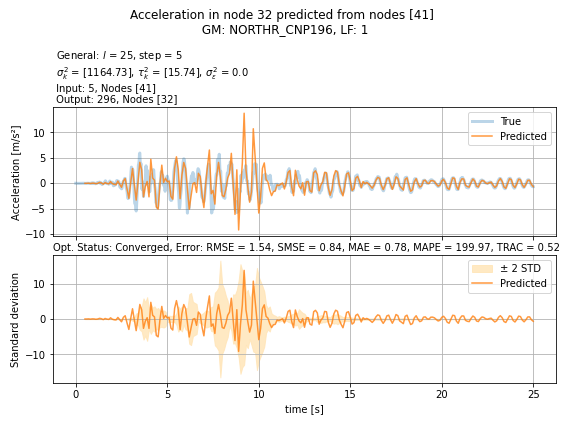 Acceleration in node 32 predicted from nodes [41]
GM: NORTHR_CNP196, LF: 1
General: l = 25, step = 5
σ²ₖ = [1164.73], τ²ₖ = [15.74], σ²ε = 0.0
Input: 5, Nodes [41]
Output: 296, Nodes [32]
Acceleration [m/s²]
10
5
0
−5
−10
True
Predicted
Opt. Status: Converged, Error: RMSE = 1.54, SMSE = 0.84, MAE = 0.78, MAPE = 199.97, TRAC = 0.52
Standard deviation
10
0
−10
± 2 STD
Predicted
0 5 10 15 20 25
time [s]